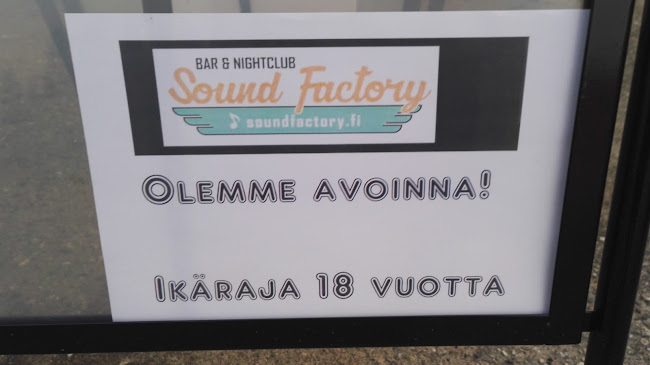 BAR & NIGHTCLUB
Sound Factory
soundfactory.fi
OLEMME AVOINNA!
IKÄRAJA 18 VUOTTA